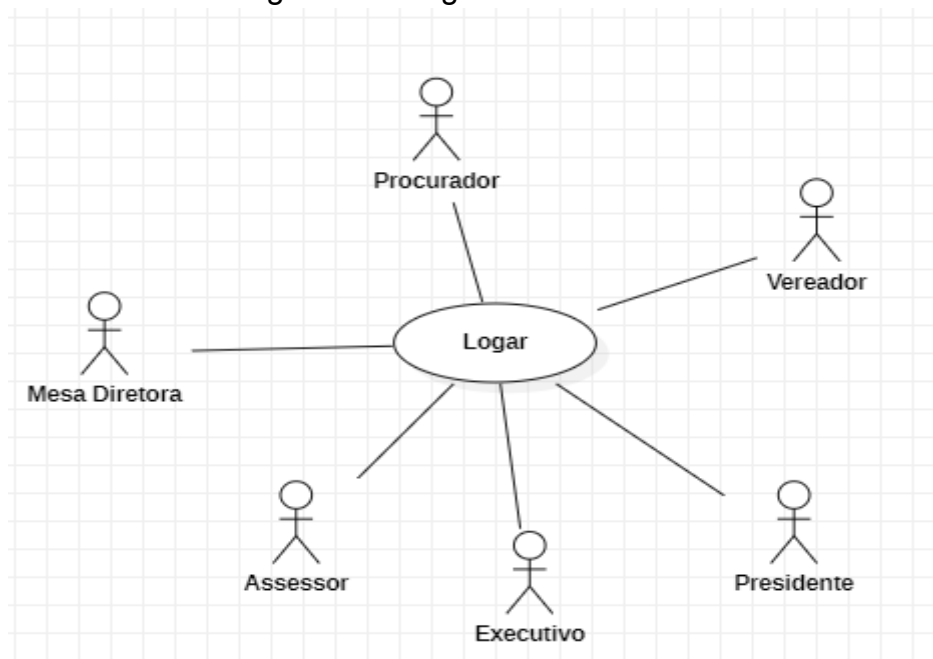 Procurador
Vereador
Logar
Mesa Diretora
Assessor
Presidente
Executivo